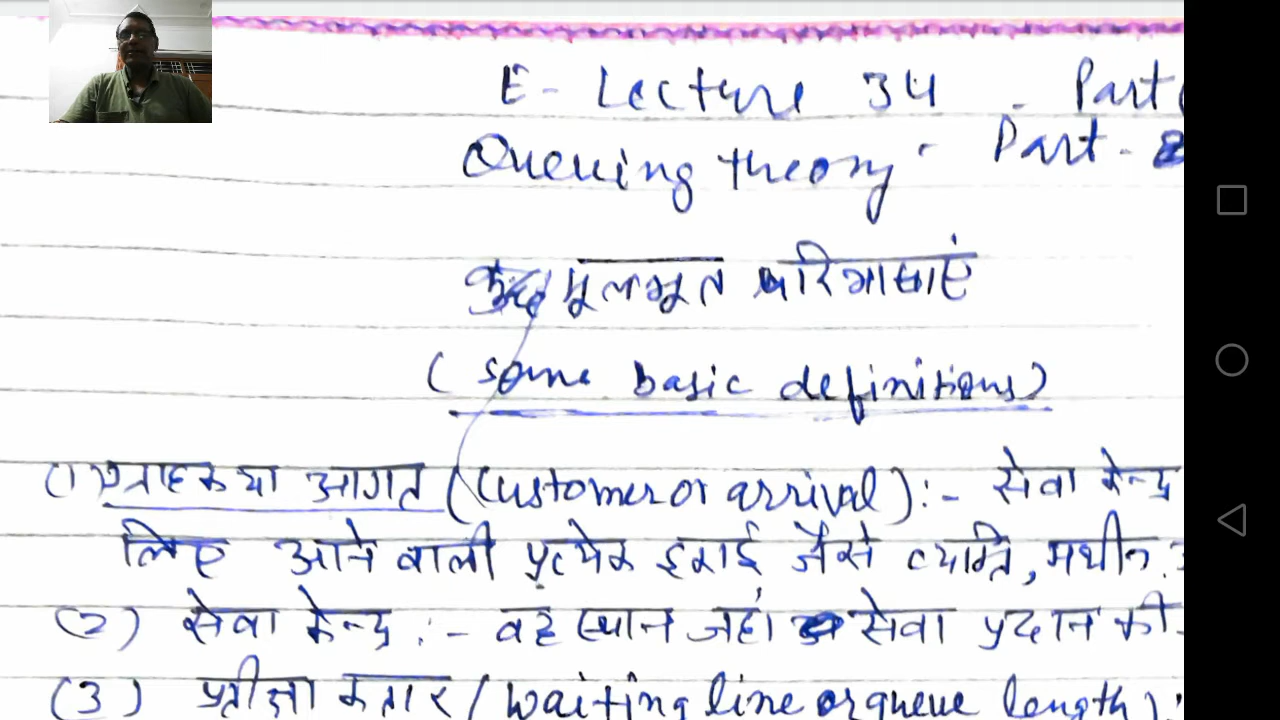 E- Lecture 34 - Part
Queuing theory - Part - 8
कुछ मूलभूत परिभाषाएं
( some basic definitions)
(1) ग्राहक या आगत (customer or arrival) :- सेवा केन्द्र
लिए आने वाली प्रत्येक इकाई जैसे व्यक्ति, मशीन
(2) सेवा केन्द्र :- वह स्थान जहां सेवा प्रदान की
(3) प्रतीक्षा कतार (waiting line or queue length) :